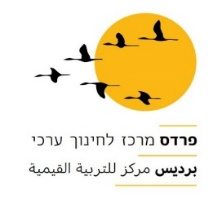 פרדס מרכז לחינוך ערכי
برديس مركز للتربية القيمية